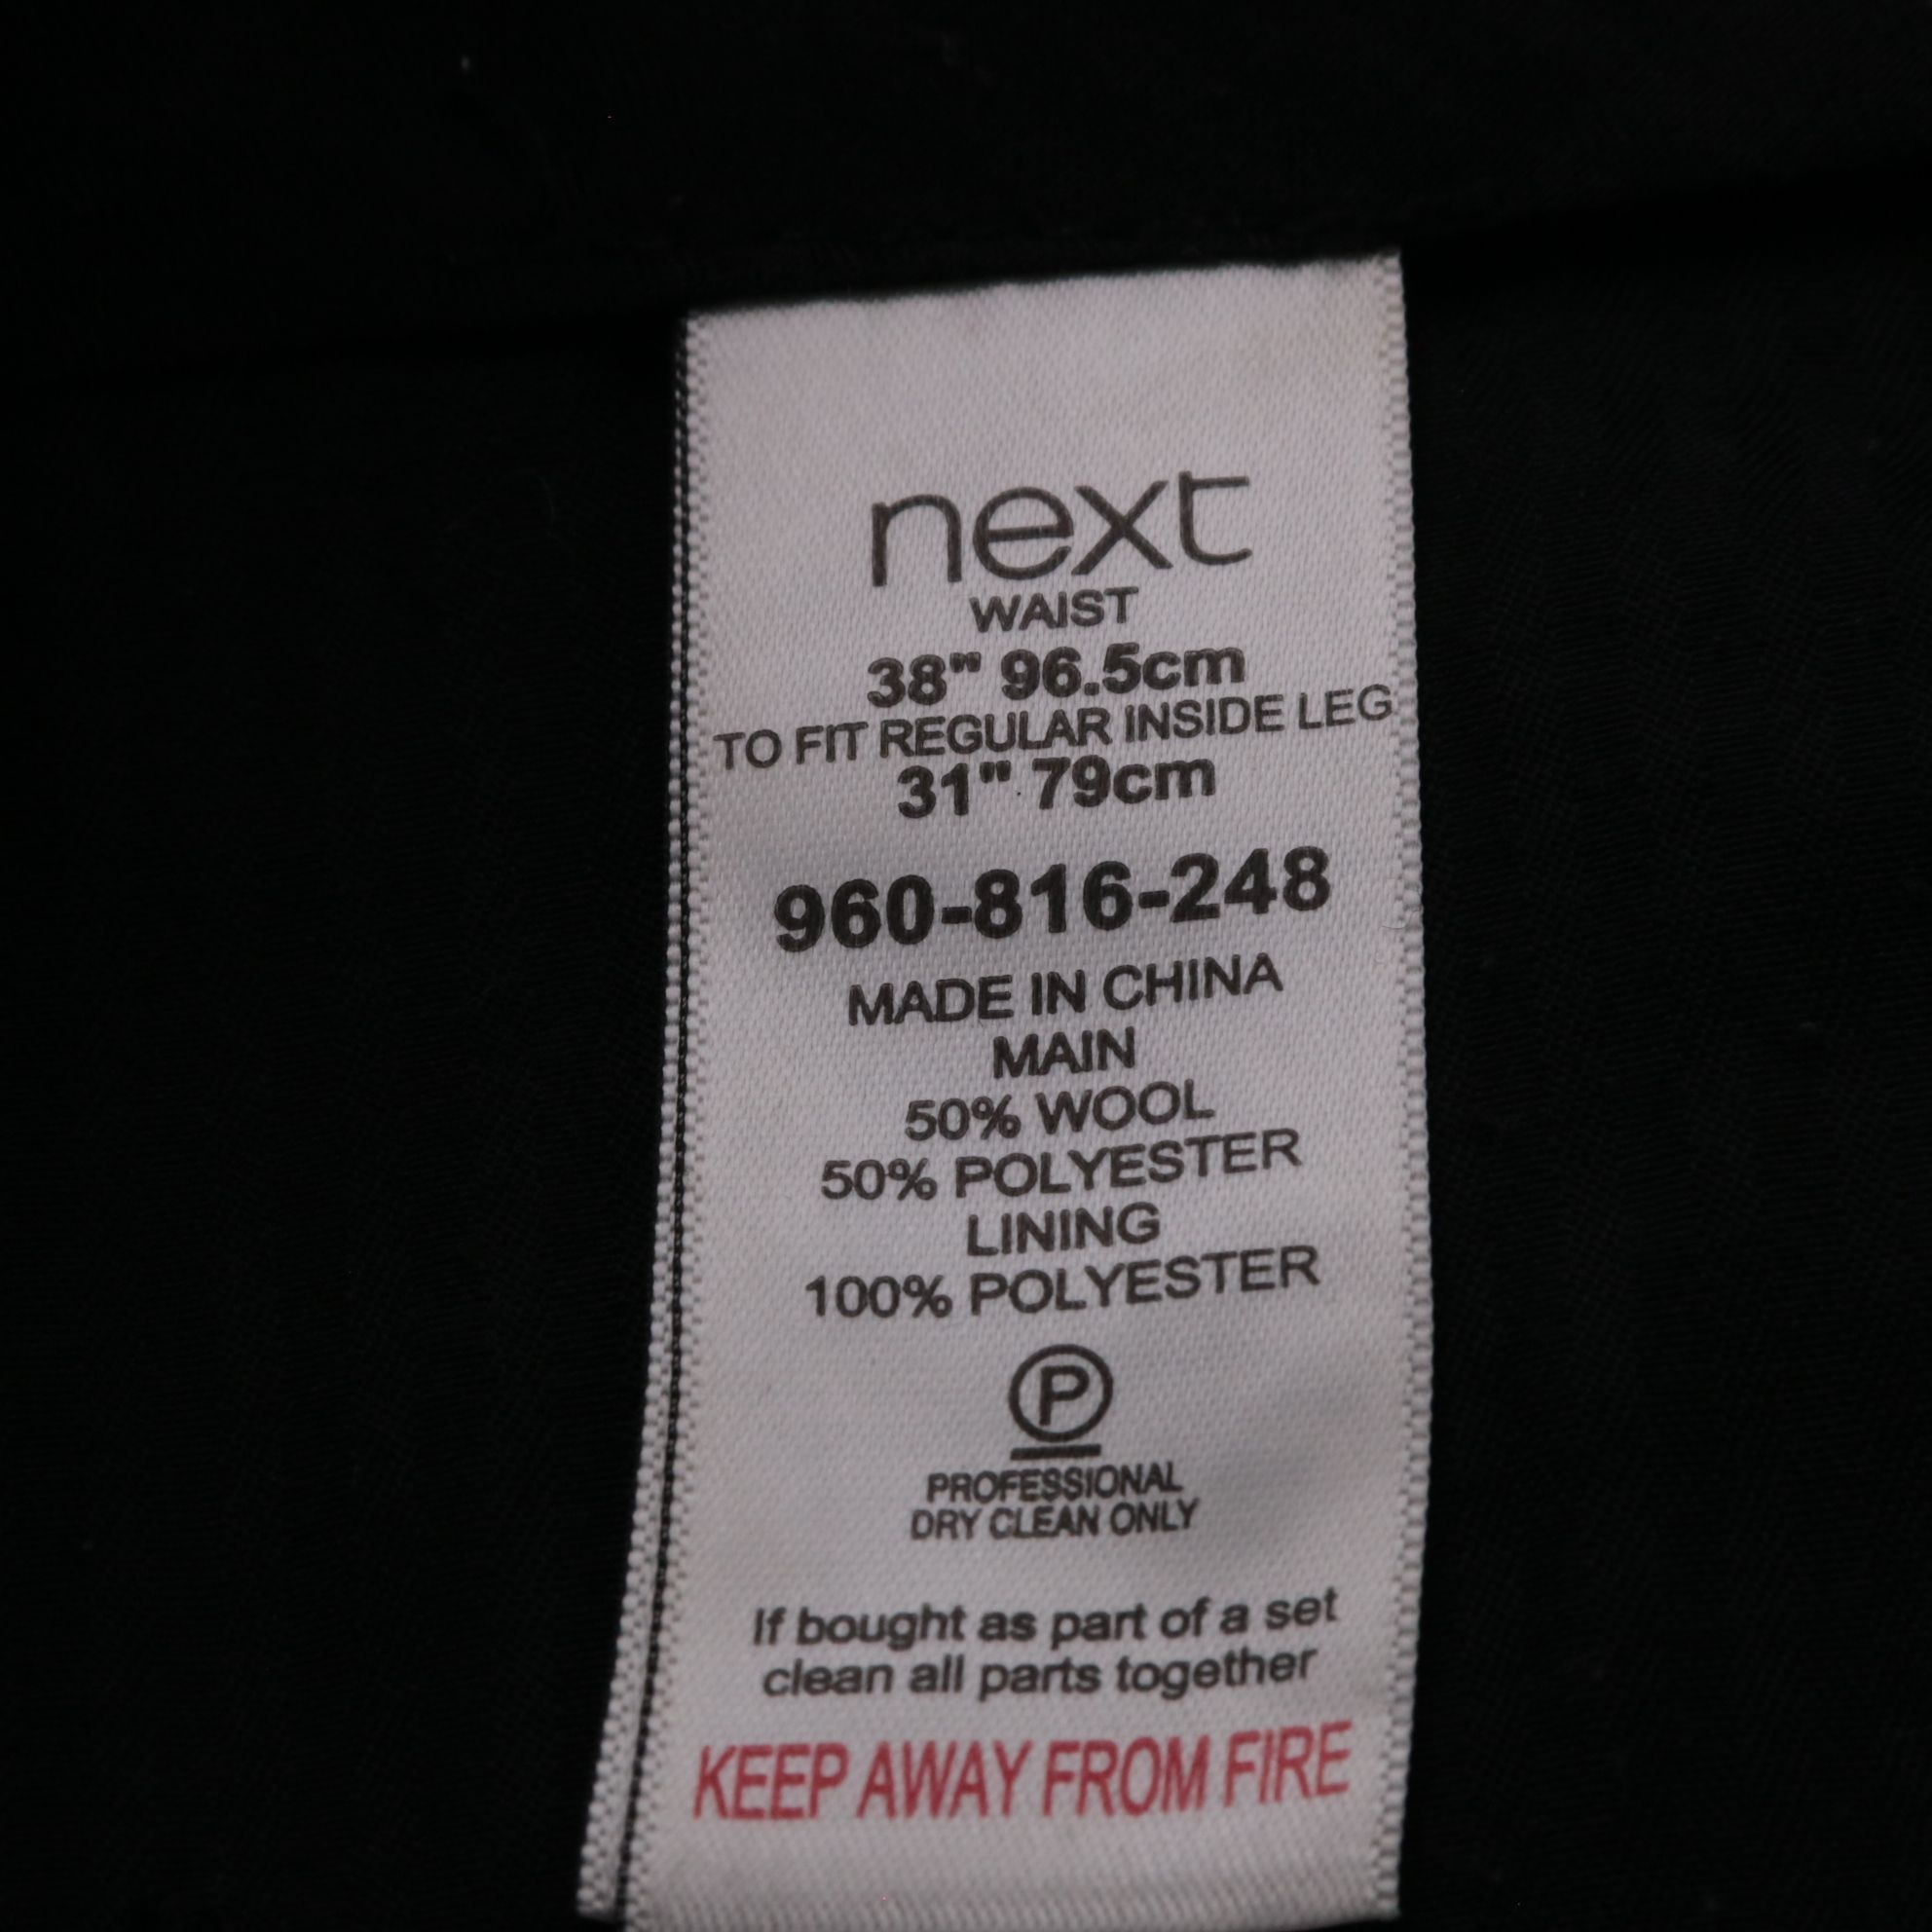 next
WAIST
38" 96.5cm
TO FIT REGULAR INSIDE LEG
31" 79cm
960-816-248
MADE IN CHINA
MAIN
50% WOOL
50% POLYESTER
LINING
100% POLYESTER
P
PROFESSIONAL
DRY CLEAN ONLY
If bought as part of a set
clean all parts together
KEEP AWAY FROM FIRE